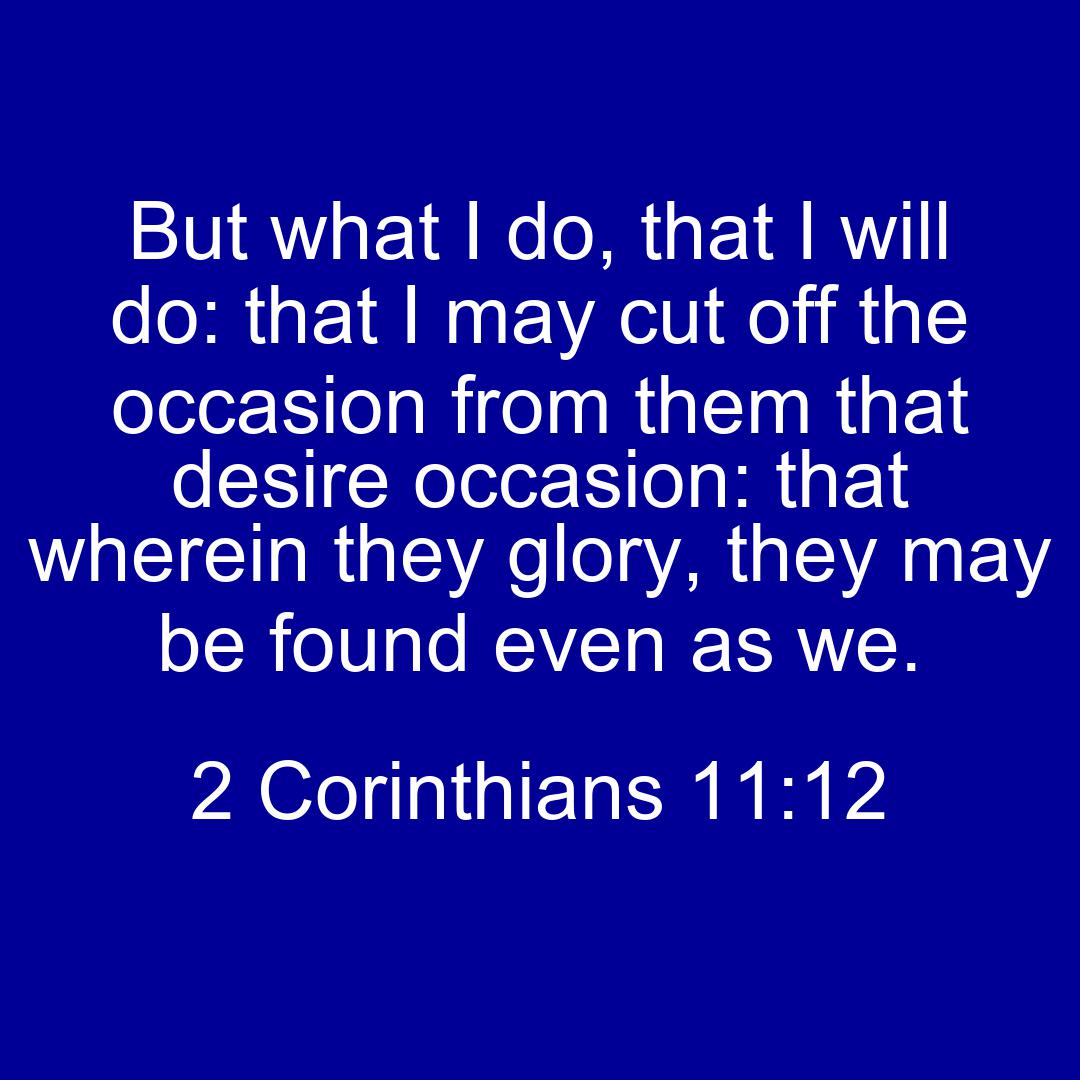 But what I do, that I will
do: that I may cut off the
occasion from them that
desire occasion: that
wherein they glory, they may
be found even as we.
2 Corinthians 11:12